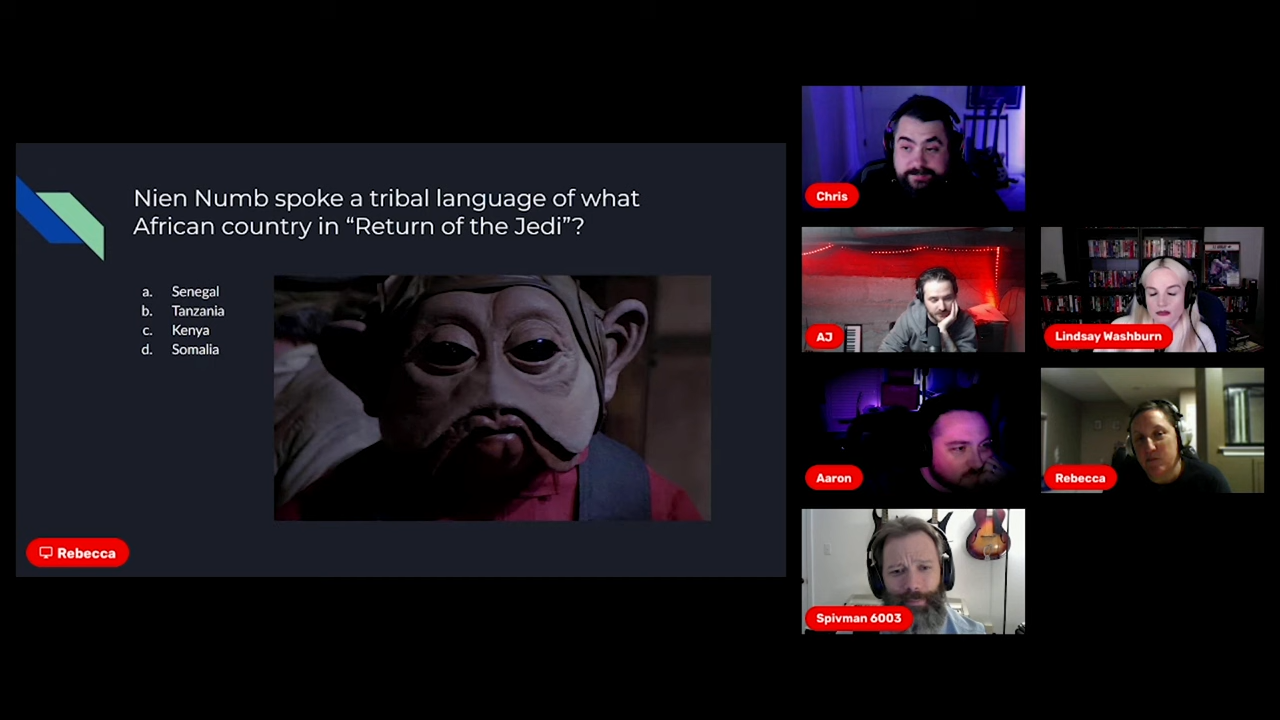 Nien Numb spoke a tribal language of what
African country in “Return of the Jedi”?
a. Senegal
b. Tanzania
c. Kenya
d. Somalia
Rebecca
Chris
AJ
Lindsay Washburn
Aaron
Rebecca
Spivman 6003